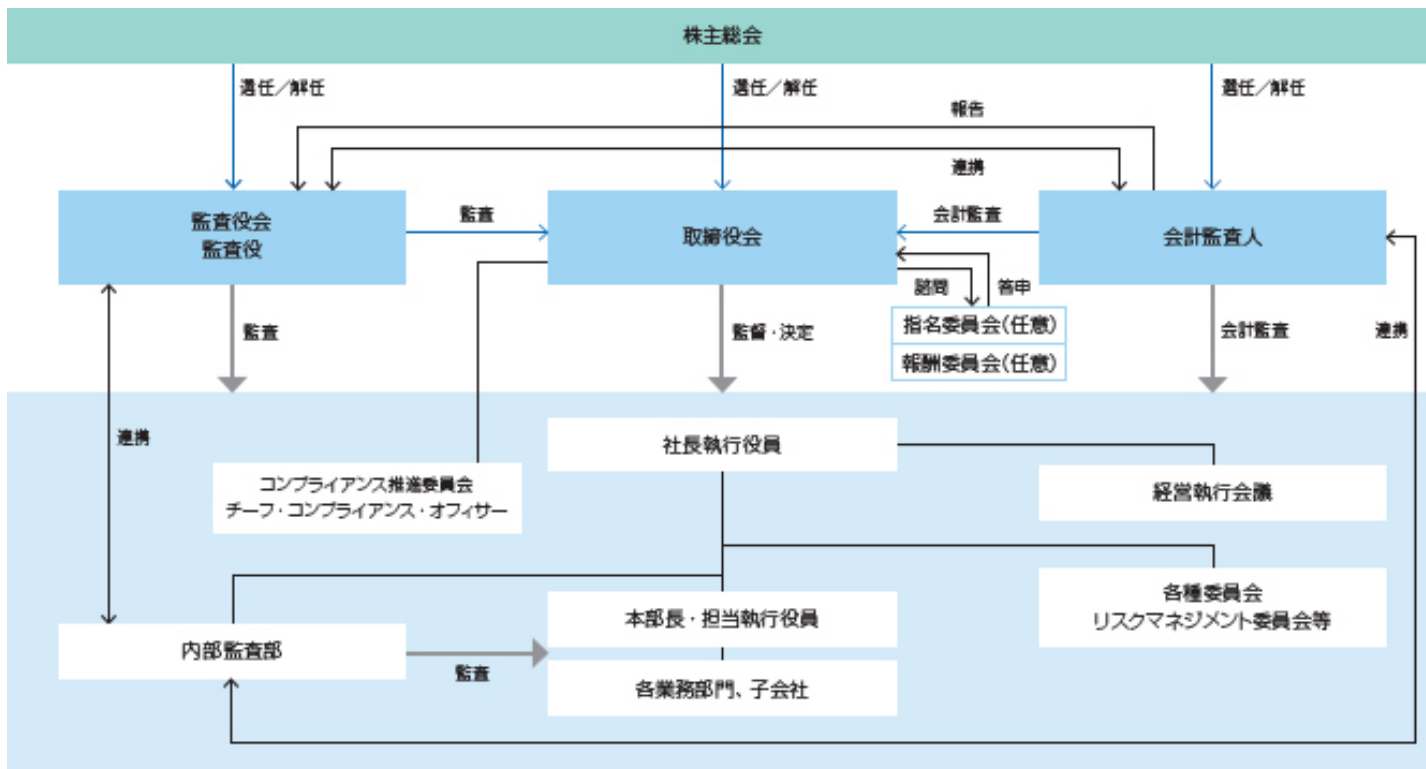 株主総会
選任／解任
選任／解任
選任／解任
報告
連携
監査役会
監査役
監査
取締役会
会計監査
会計監査人
諮問
答申
監査
監督・決定
指名委員会(任意)
報酬委員会(任意)
会計監査
連携
連携
社長執行役員
コンプライアンス推進委員会
チーフ・コンプライアンス・オフィサー
経営執行会議
各種委員会
リスクマネジメント委員会等
本部長・担当執行役員
内部監査部
監査
各業務部門、子会社